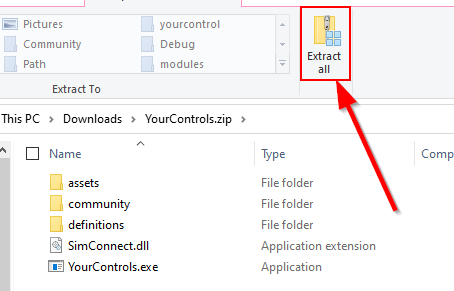 Pictures yourcontrol
Community Debug
Path modules
Extract all
Extract To
This PC > Downloads > YourControls.zip >
Name Type Comp
assets File folder
community File folder
definitions File folder
SimConnect.dll Application extension
YourControls.exe Application